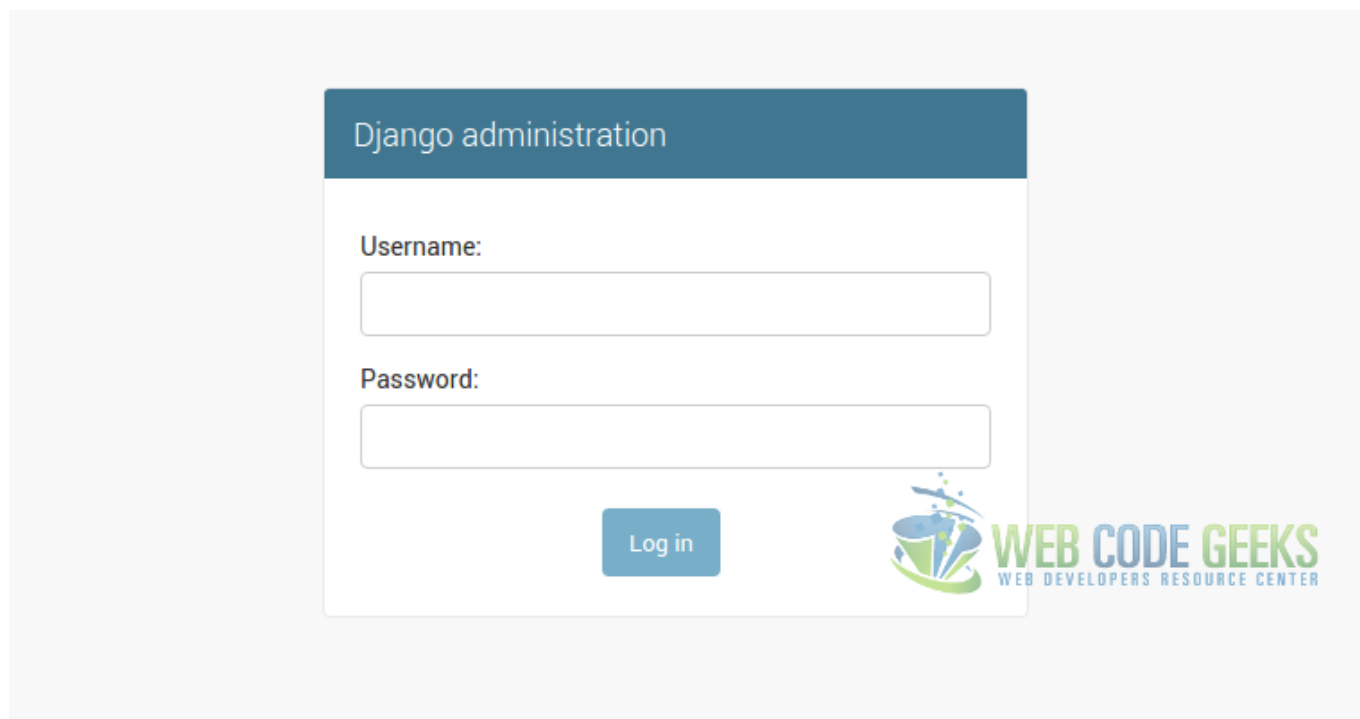 Django administration
Username:
Password:
Log in
WEB CODE GEEKS
WEB DEVELOPERS RESOURCE CENTER